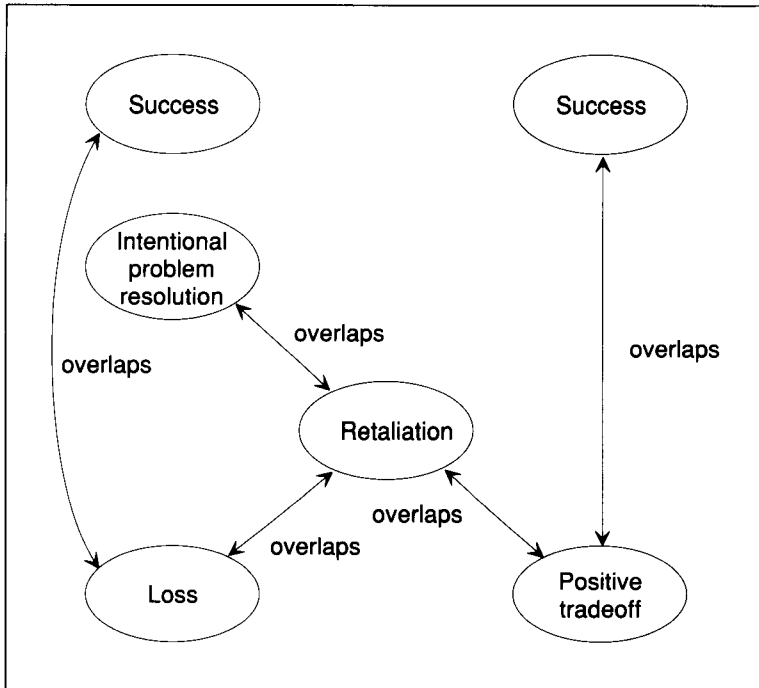 Success
Success
Intentional
problem
resolution
overlaps
overlaps
overlaps
Retaliation
overlaps
overlaps
Loss
Positive
tradeoff